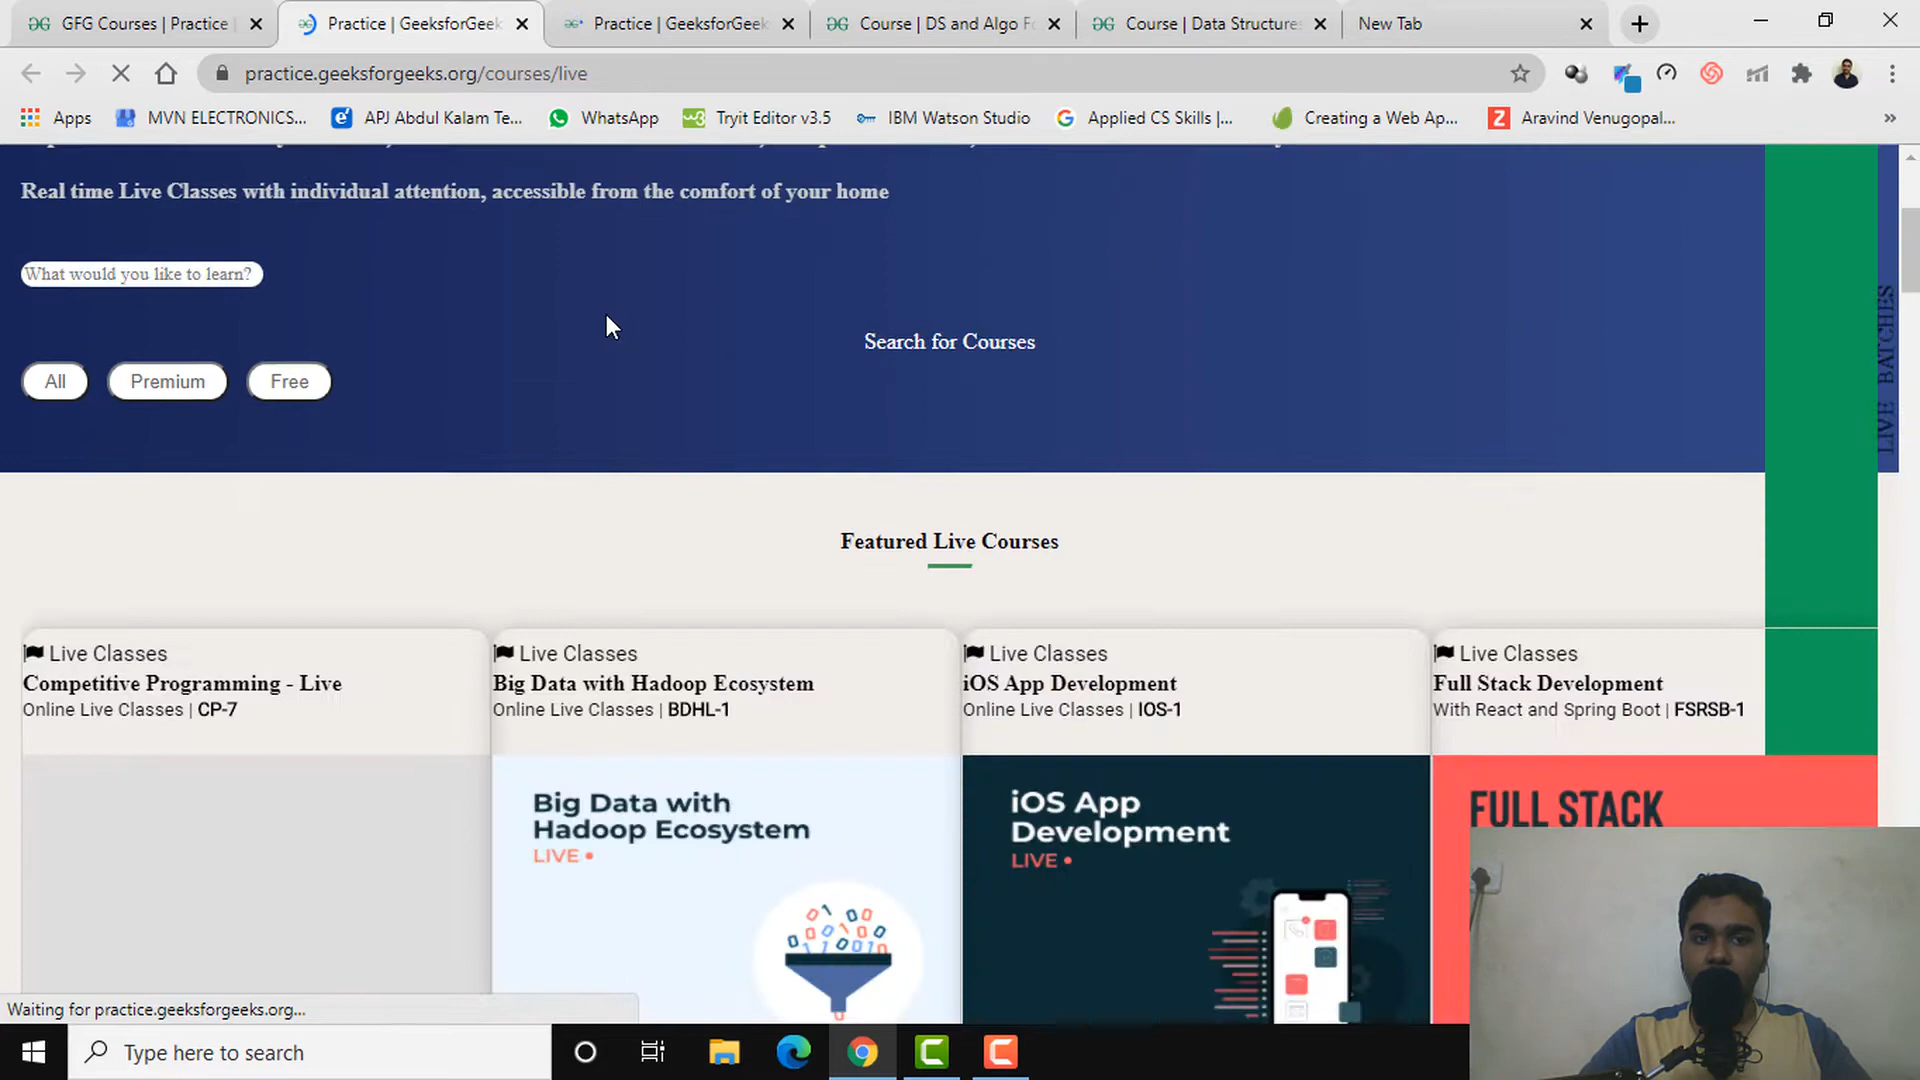 GFG Courses | Practice
Practice | GeeksforGeek
Practice | GeeksforGeek
Course | DS and Algo Fo
Course | Data Structures
New Tab
practice.geeksforgeeks.org/courses/live
Apps
MVN ELECTRONICS...
APJ Abdul Kalam Te...
WhatsApp
Tryit Editor v3.5
IBM Watson Studio
Applied CS Skills |...
Creating a Web Ap...
Aravind Venugopal...
Real time Live Classes with individual attention, accessible from the comfort of your home
What would you like to learn?
Search for Courses
All
Premium
Free
LIVE BATCHES
Featured Live Courses
Live Classes
Competitive Programming - Live
Online Live Classes | CP-7
Live Classes
Big Data with Hadoop Ecosystem
Online Live Classes | BDHL-1
Live Classes
iOS App Development
Online Live Classes | IOS-1
Live Classes
Full Stack Development
With React and Spring Boot | FSRSB-1
Big Data with
Hadoop Ecosystem
LIVE •
iOS App
Development
LIVE •
FULL STACK
Waiting for practice.geeksforgeeks.org...
Type here to search